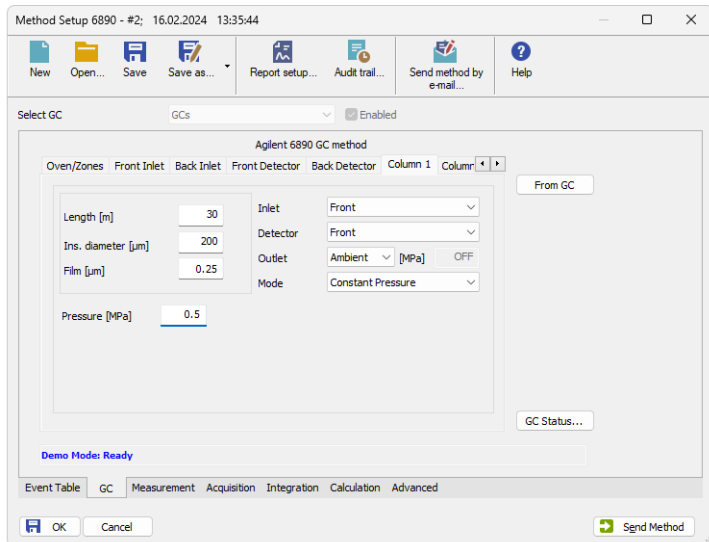 Method Setup 6890 - #2; 16.02.2024 13:35:44
New Open... Save Save as... Report setup... Audit trail... Send method by e-mail... Help
Select GC GCs Enabled
Agilent 6890 GC method
Oven/Zones Front Inlet Back Inlet Front Detector Back Detector Column 1 Column
From GC
Length [m] 30
Ins. diameter [µm] 200
Film [µm] 0.25
Inlet Front
Detector Front
Outlet Ambient [MPa] OFF
Mode Constant Pressure
Pressure [MPa] 0.5
GC Status...
Demo Mode: Ready
Event Table GC Measurement Acquisition Integration Calculation Advanced
OK Cancel Send Method